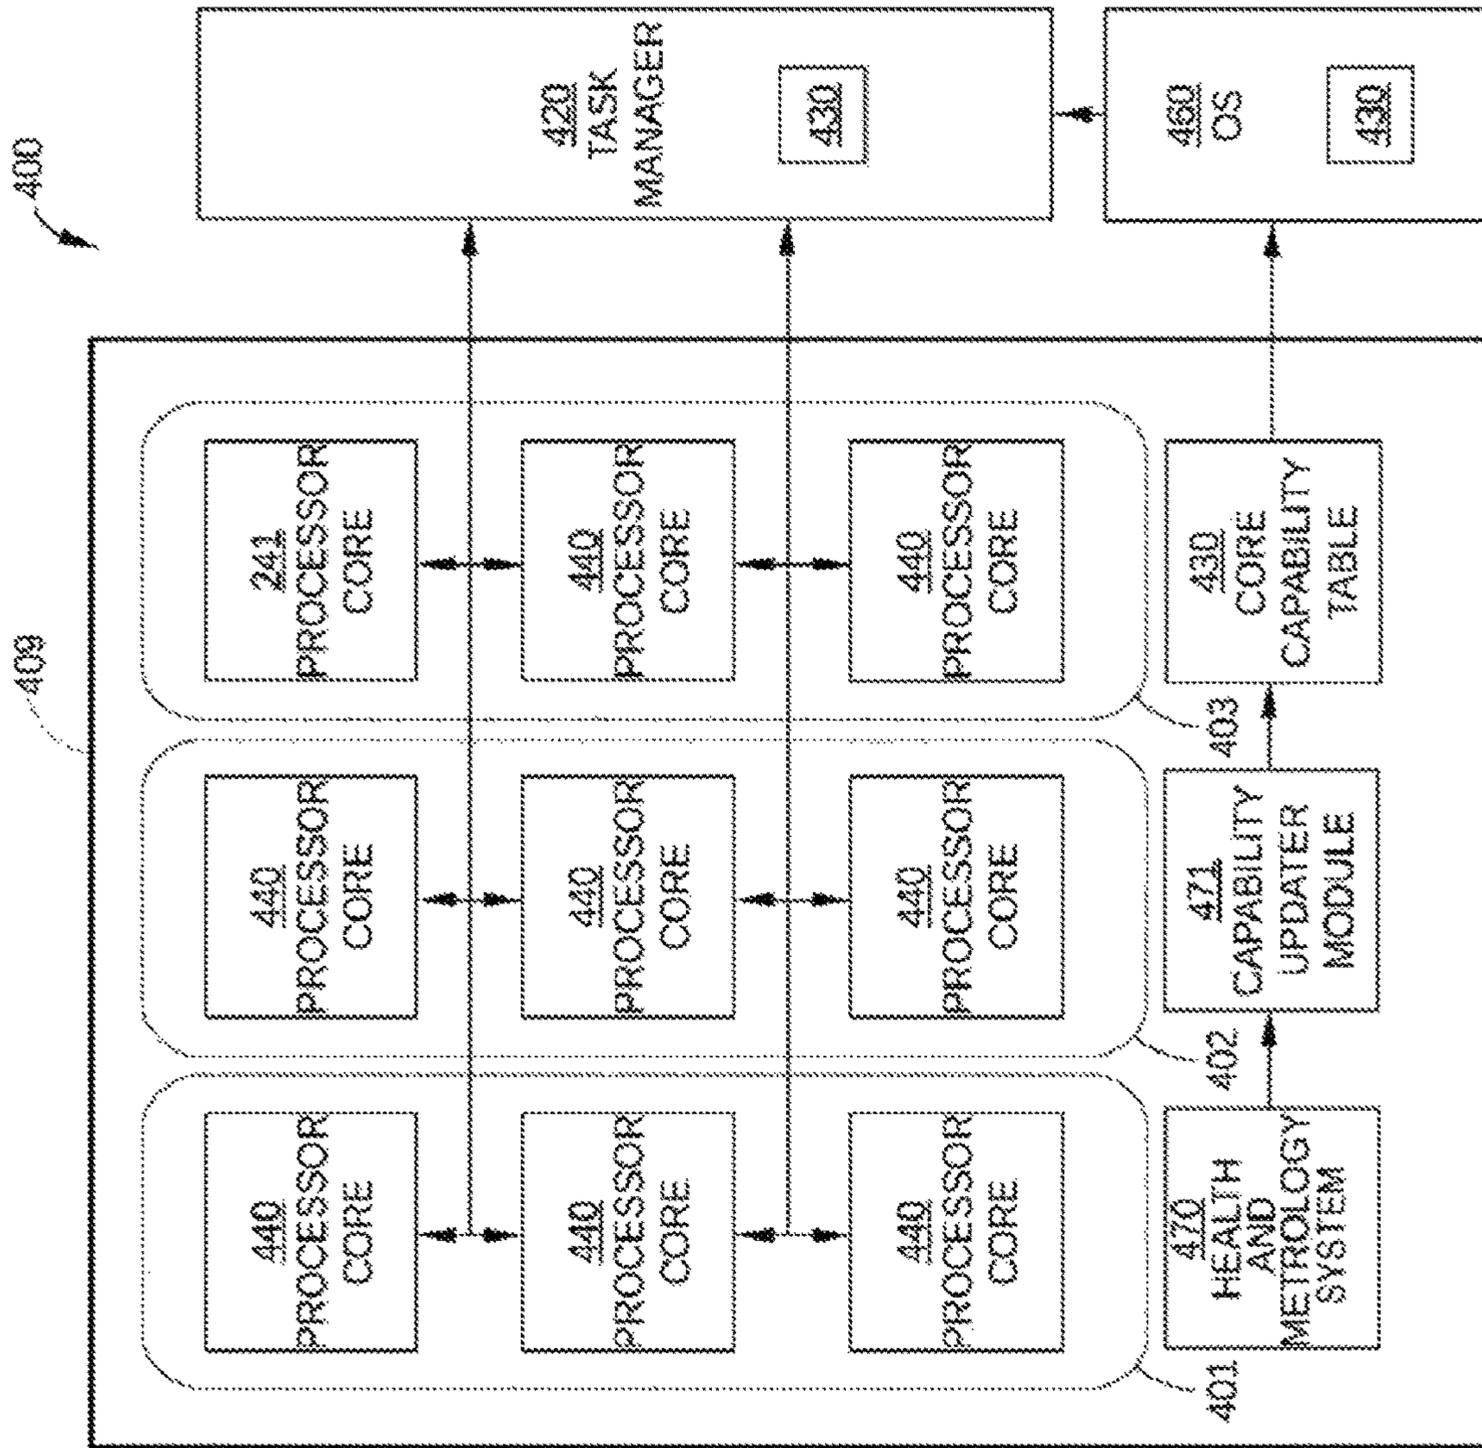 409
400
440
PROCESSOR
CORE
440
PROCESSOR
CORE
241
PROCESSOR
CORE
440
PROCESSOR
CORE
440
PROCESSOR
CORE
440
PROCESSOR
CORE
420
TASK
MANAGER
430
440
PROCESSOR
CORE
440
PROCESSOR
CORE
440
PROCESSOR
CORE
401
402
403
470
HEALTH
AND
METROLOGY
SYSTEM
471
CAPABILITY
UPDATER
MODULE
430
CORE
CAPABILITY
TABLE
460
OS
430